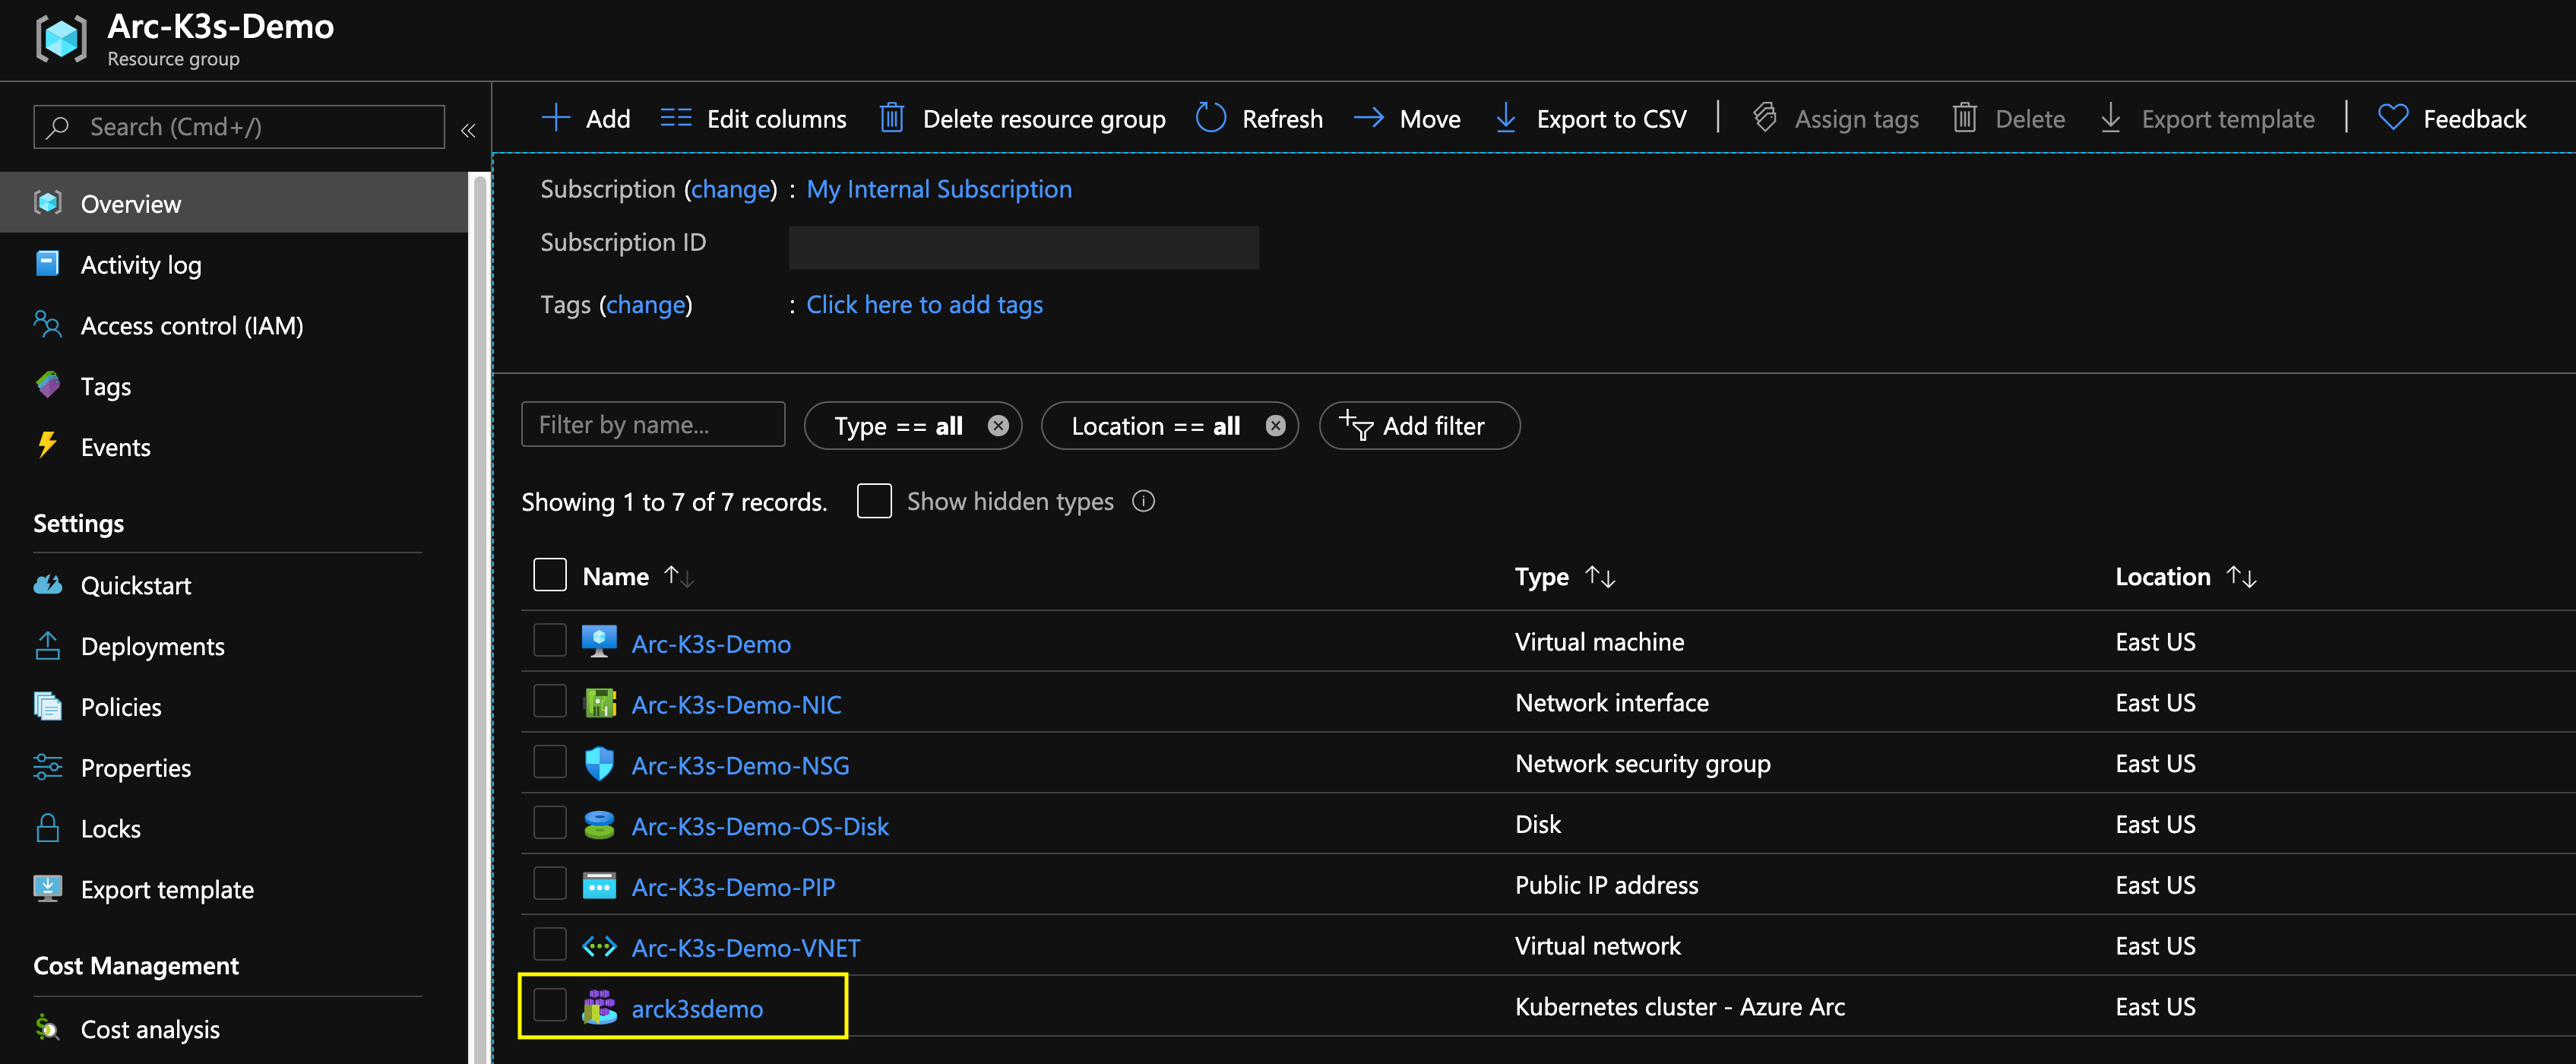 Arc-K3s-Demo
Resource group
Search (Cmd+/)
«
Overview
Activity log
Access control (IAM)
Tags
Events
Settings
Quickstart
Deployments
Policies
Properties
Locks
Export template
Cost Management
Cost analysis
Add Edit columns Delete resource group Refresh Move Export to CSV Assign tags Delete Export template Feedback
Subscription (change) : My Internal Subscription
Subscription ID
Tags (change) : Click here to add tags
Filter by name... Type == all Location == all Add filter
Showing 1 to 7 of 7 records. Show hidden types
Name Type Location
Arc-K3s-Demo Virtual machine East US
Arc-K3s-Demo-NIC Network interface East US
Arc-K3s-Demo-NSG Network security group East US
Arc-K3s-Demo-OS-Disk Disk East US
Arc-K3s-Demo-PIP Public IP address East US
Arc-K3s-Demo-VNET Virtual network East US
arck3sdemo Kubernetes cluster - Azure Arc East US